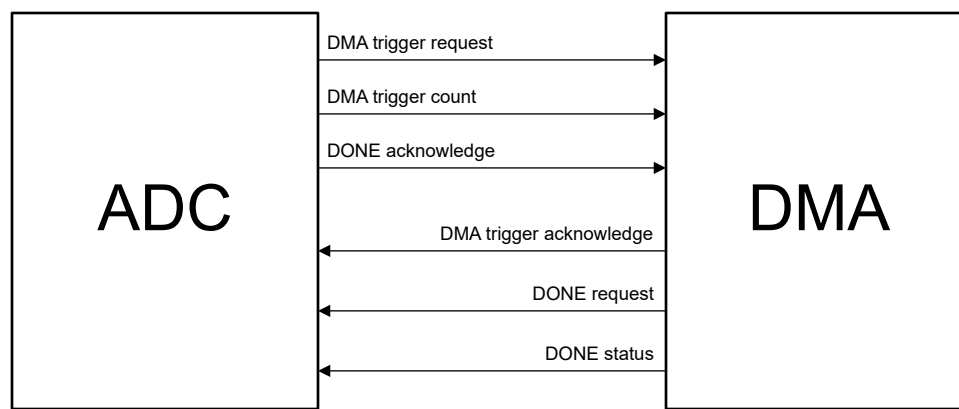 ADC
DMA trigger request
DMA trigger count
DONE acknowledge
DMA trigger acknowledge
DONE request
DONE status
DMA